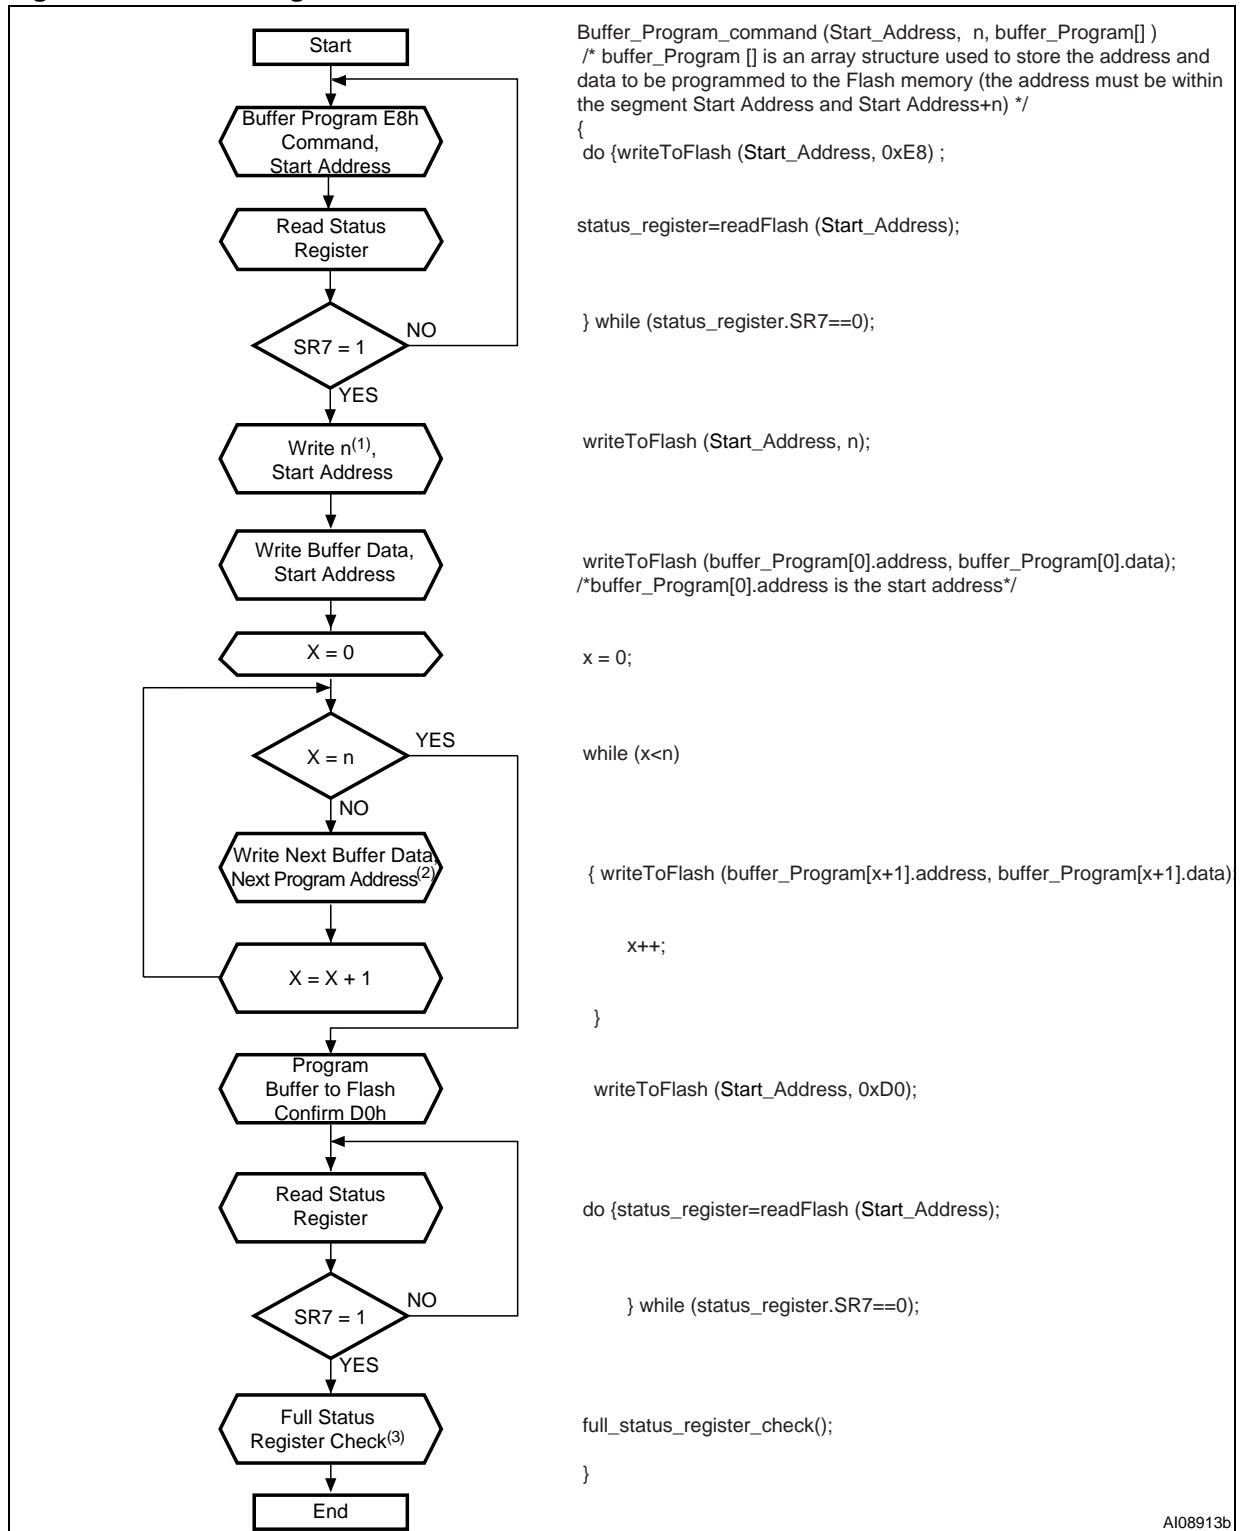 Start
Buffer_Program_command (Start_Address, n, buffer_Program[] )
/* buffer_Program [] is an array structure used to store the address and
data to be programmed to the Flash memory (the address must be within
the segment Start Address and Start Address+n) */
{
Buffer Program E8h
Command,
Start Address
do {writeToFlash (Start_Address, 0xE8) ;
Read Status
Register
status_register=readFlash (Start_Address);
SR7 = 1
NO
} while (status_register.SR7==0);
YES
Write n(1),
Start Address
writeToFlash (Start_Address, n);
Write Buffer Data,
Start Address
writeToFlash (buffer_Program[0].address, buffer_Program[0].data);
/*buffer_Program[0].address is the start address*/
X = 0
x = 0;
X = n
YES
while (x<n)
NO
Write Next Buffer Data,
Next Program Address(2)
{ writeToFlash (buffer_Program[x+1].address, buffer_Program[x+1].data);
X = X + 1
x++;
}
Program
Buffer to Flash
Confirm D0h
writeToFlash (Start_Address, 0xD0);
Read Status
Register
do {status_register=readFlash (Start_Address);
SR7 = 1
NO
} while (status_register.SR7==0);
YES
Full Status
Register Check(3)
full_status_register_check();
}
End
AI08913b